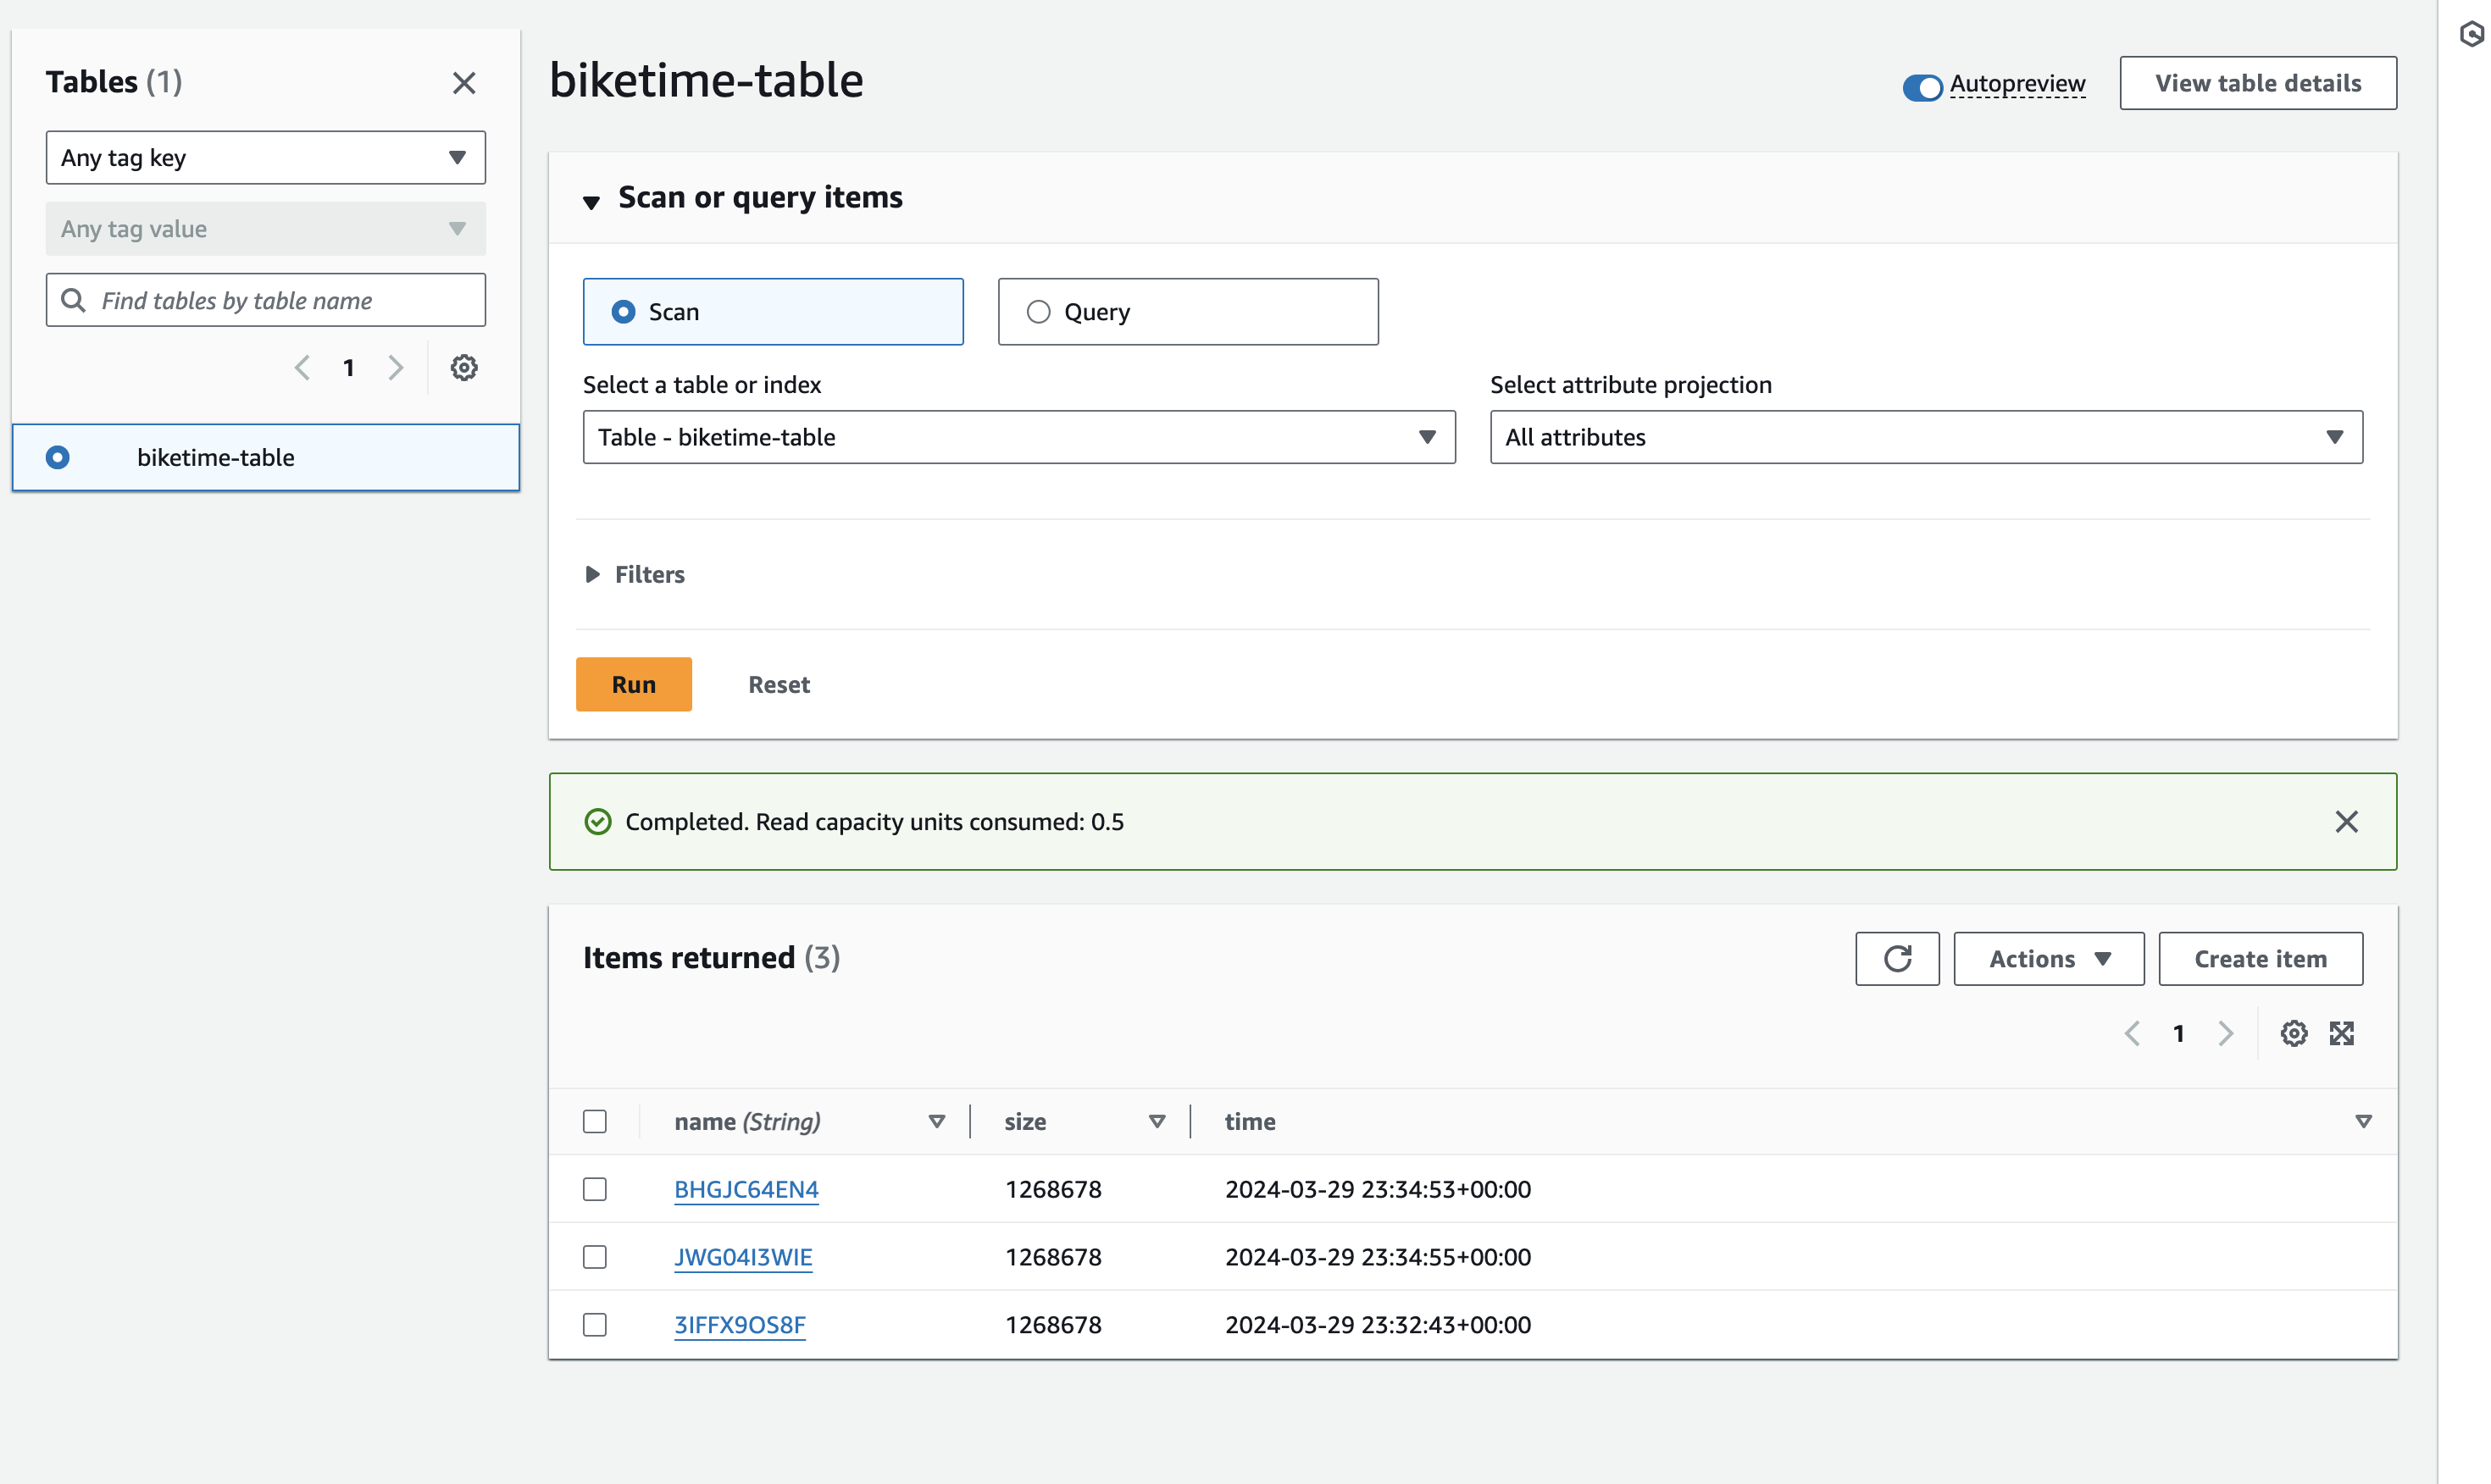 Tables (1)
Any tag key
Any tag value
Find tables by table name
1
biketime-table
biketime-table
Autopreview
View table details
Scan or query items
Scan
Query
Select a table or index
Select attribute projection
Table - biketime-table
All attributes
Filters
Run
Reset
Completed. Read capacity units consumed: 0.5
Items returned (3)
Actions
Create item
1
name (String) size time
BHGJC64EN4 1268678 2024-03-29 23:34:53+00:00
JWG04I3WIE 1268678 2024-03-29 23:34:55+00:00
3IFFX9OS8F 1268678 2024-03-29 23:32:43+00:00